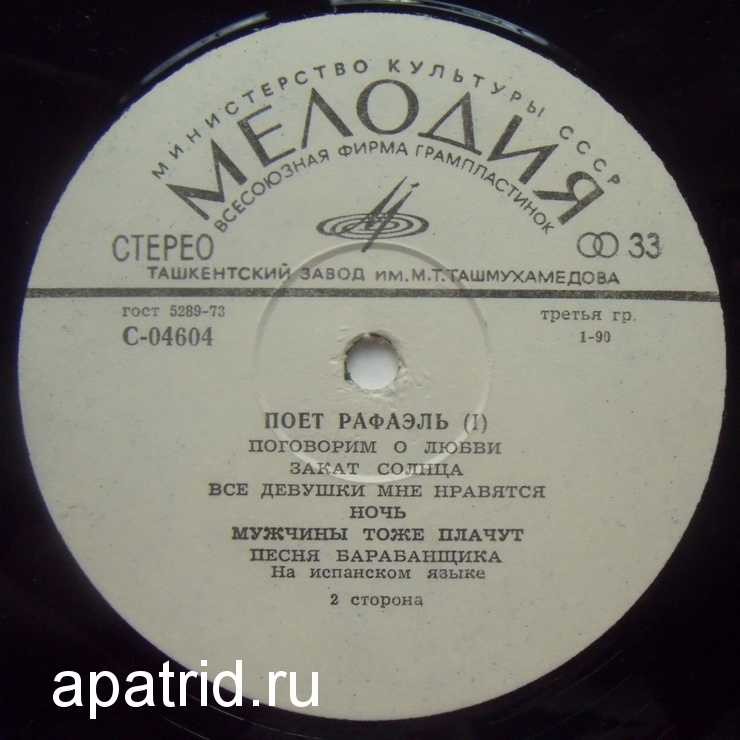 МИНИСТЕРСТВО КУЛЬТУРЫ СССР
МЕЛОДИЯ
ВСЕСОЮЗНАЯ ФИРМА ГРАМПЛАСТИНОК
СТЕРЕО
33
ТАШКЕНТСКИЙ ЗАВОД ИМ. М.Т. ТАШМУХАМЕДОВА
гост 5289-73
третья гр.
С-04604
1-90
ПОЕТ РАФАЭЛЬ (I)
ПОГОВОРИМ О ЛЮБВИ
ЗАКАТ СОЛНЦА
ВСЕ ДЕВУШКИ МНЕ НРАВЯТСЯ
НОЧЬ
МУЖЧИНЫ ТОЖЕ ПЛАЧУТ
ПЕСНЯ БАРАБАНЩИКА
На испанском языке
2 сторона
apatrid.ru